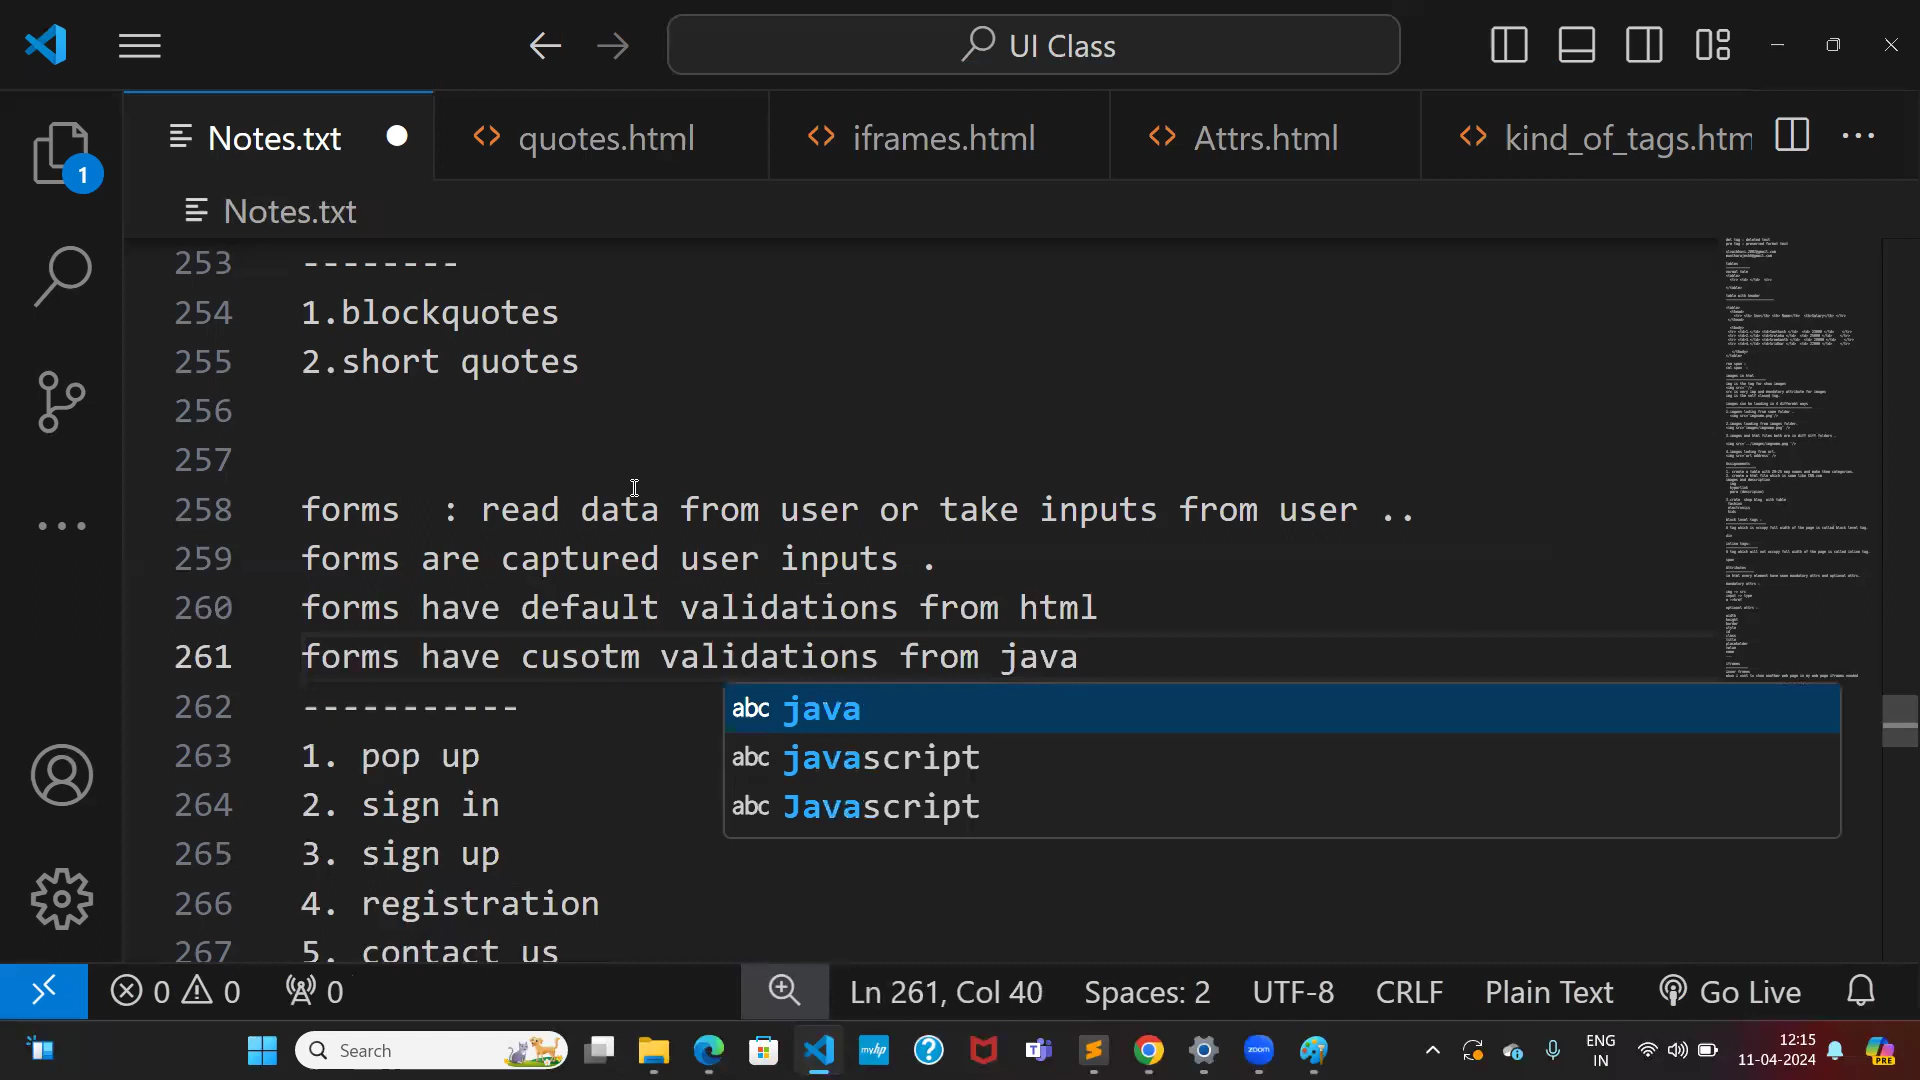 UI Class
Notes.txt
quotes.html
iframes.html
Attrs.html
kind_of_tags.htm
1
Notes.txt
253 --------
254 1.blockquotes
255 2.short quotes
256
257
258 forms  : read data from user or take inputs from user ..
259 forms are captured user inputs .
260 forms have default validations from html
261 forms have cusotm validations from java
262 -----------
263 1. pop up
264 2. sign in
265 3. sign up
266 4. registration
267 5. contact us
abc java
abc javascript
abc Javascript
0 0 0 Ln 261, Col 40 Spaces: 2 UTF-8 CRLF Plain Text Go Live
Search
myhp
zoom
ENG
IN
12:15
11-04-2024
PRE